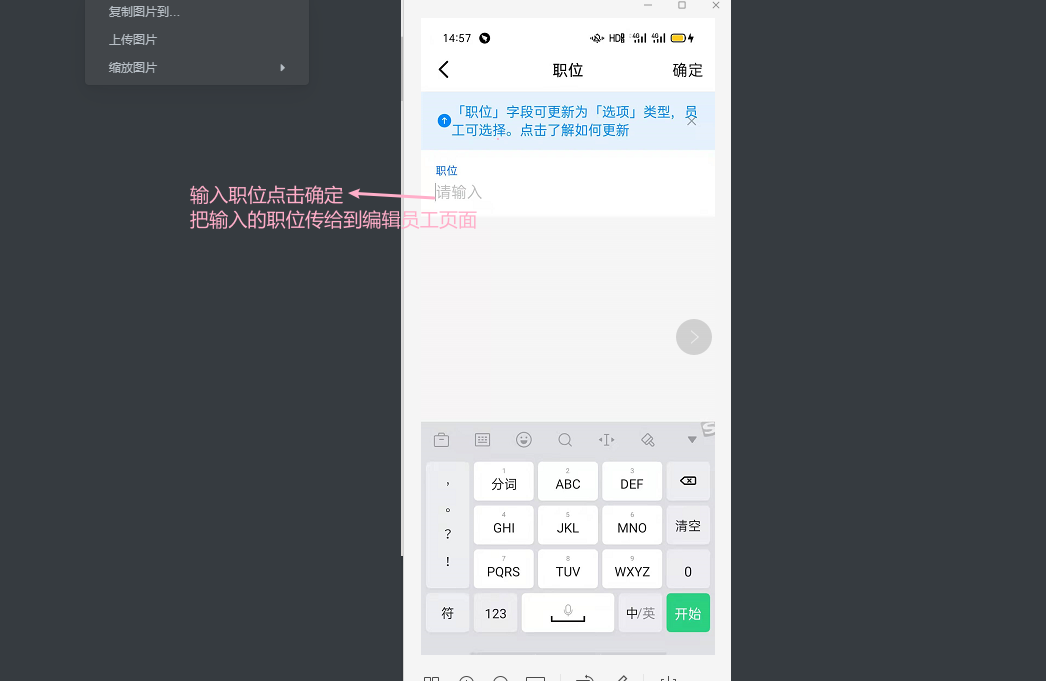 复制图片到...
上传图片
缩放图片
14:57
HD
4G
4G
职位
确定
「职位」字段可更新为「选项」类型，员
工可选择。点击了解如何更新
职位
请输入
输入职位点击确定
把输入的职位传给到编辑员工页面
，
。
？
！
1
分词
2
ABC
3
DEF
4
GHI
5
JKL
6
MNO
清空
7
PQRS
8
TUV
9
WXYZ
0
符
123
中/英
开始